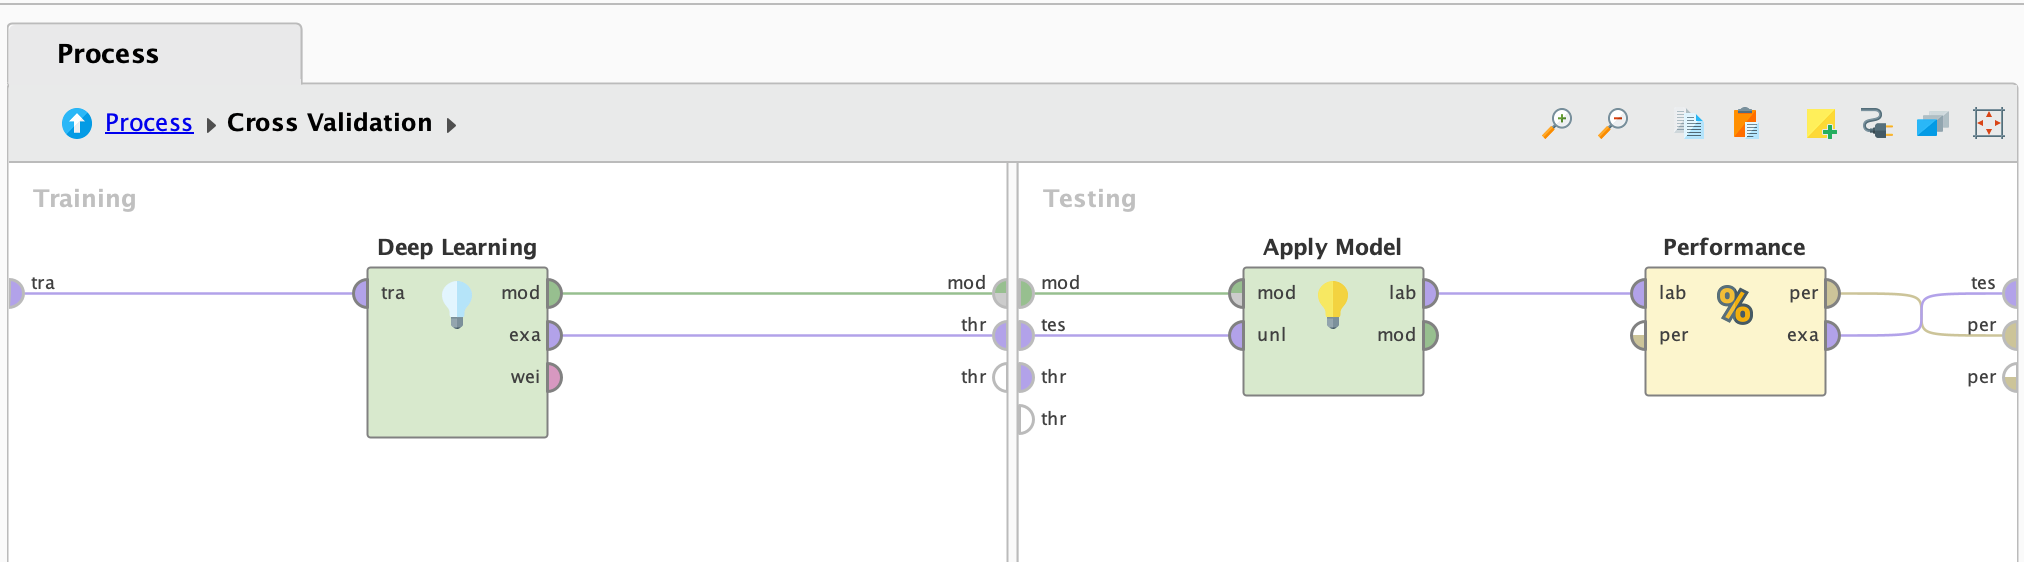 Process
Process Cross Validation
Training
Testing
Deep Learning
Apply Model
Performance
tra
tra
mod
mod
mod
mod
lab
lab
per
tes
exa
thr
tes
unl
mod
per
exa
per
wei
thr
thr
per
thr
%